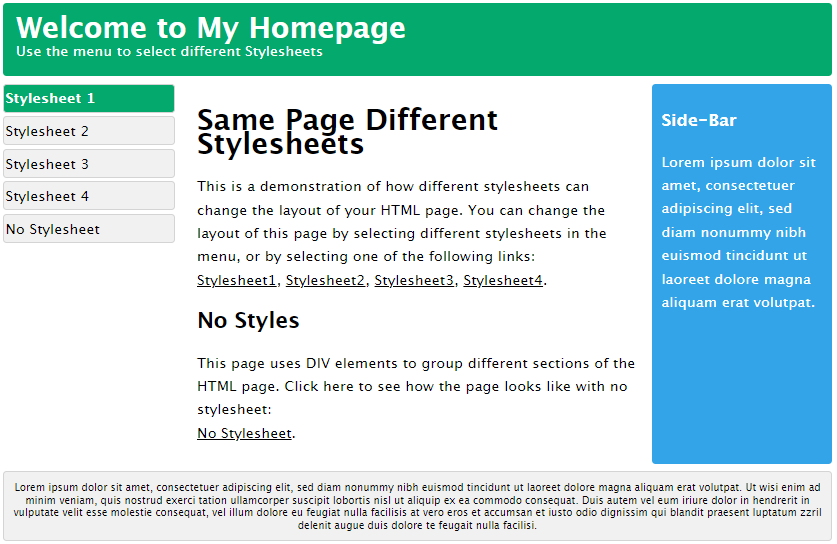 Welcome to My Homepage
Use the menu to select different Stylesheets
Stylesheet 1
Stylesheet 2
Stylesheet 3
Stylesheet 4
No Stylesheet
Same Page Different
Stylesheets
This is a demonstration of how different stylesheets can
change the layout of your HTML page. You can change the
layout of this page by selecting different stylesheets in the
menu, or by selecting one of the following links:
Stylesheet1, Stylesheet2, Stylesheet3, Stylesheet4.
No Styles
This page uses DIV elements to group different sections of the
HTML page. Click here to see how the page looks like with no
stylesheet:
No Stylesheet.
Side-Bar
Lorem ipsum dolor sit
amet, consectetuer
adipiscing elit, sed
diam nonummy nibh
euismod tincidunt ut
laoreet dolore magna
aliquam erat volutpat.
Lorem ipsum dolor sit amet, consectetuer adipiscing elit, sed diam nonummy nibh euismod tincidunt ut laoreet dolore magna aliquam erat volutpat. Ut wisi enim ad
minim veniam, quis nostrud exerci tation ullamcorper suscipit lobortis nisl ut aliquip ex ea commodo consequat. Duis autem vel eum iriure dolor in hendrerit in
vulputate velit esse molestie consequat, vel illum dolore eu feugiat nulla facilisis at vero eros et accumsan et iusto odio dignissim qui blandit praesent luptatum zzril
delenit augue duis dolore te feugait nulla facilisi.